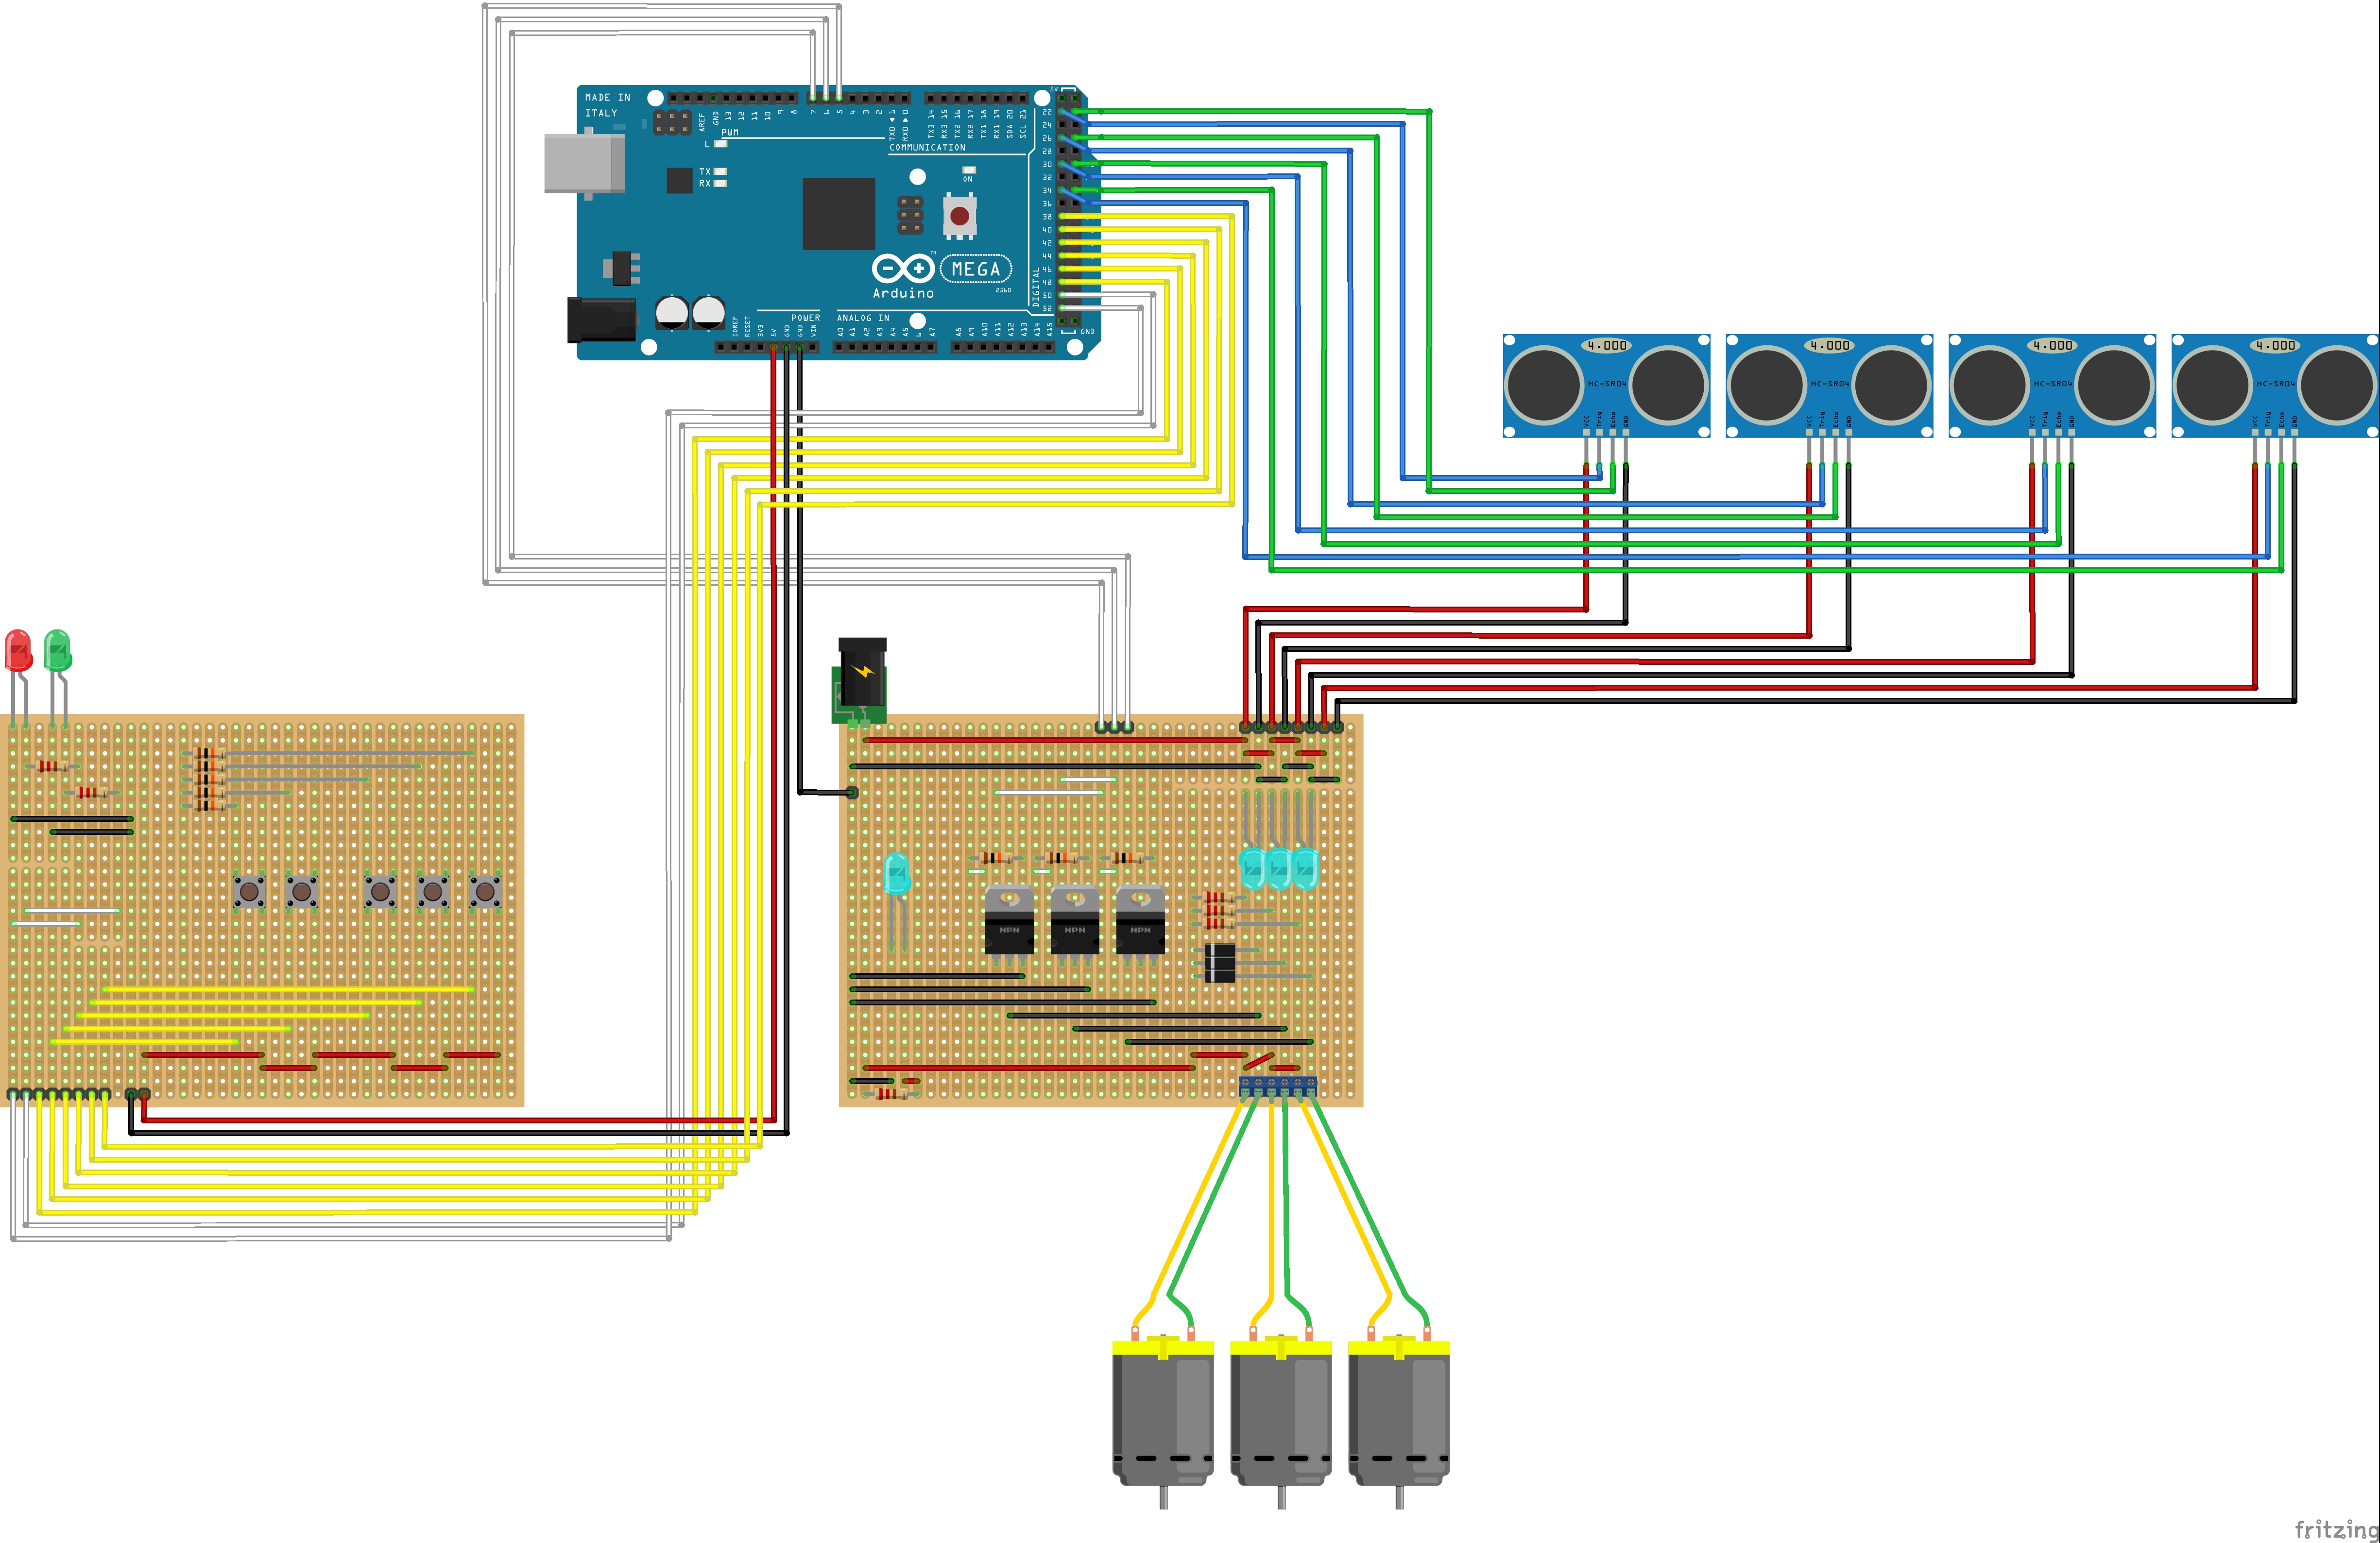 MADE IN
ITALY
AREF
GND
13
12
11
10
9
8
7
6
5
4
3
2
TX0 1
RX0 0
TX3 14
RX3 15
TX2 16
RX2 17
TX1 18
RX1 19
SDA 20
SCL 21
5V
PWM
COMMUNICATION
L
TX
RX
ON
22
24
26
28
30
32
34
36
38
40
42
44
46
48
50
52
DIGITAL
MEGA
2560
TM
Arduino
POWER
ANALOG IN
IOREF
RESET
3V3
5V
GND
GND
VIN
A0
A1
A2
A3
A4
A5
6
A7
A8
A9
A10
A11
A12
A13
A14
A15
GND
4.000
HC-SR04
VCC
Trig
Echo
GND
4.000
HC-SR04
VCC
Trig
Echo
GND
4.000
HC-SR04
VCC
Trig
Echo
GND
4.000
HC-SR04
VCC
Trig
Echo
GND
NPN
NPN
NPN
fritzing